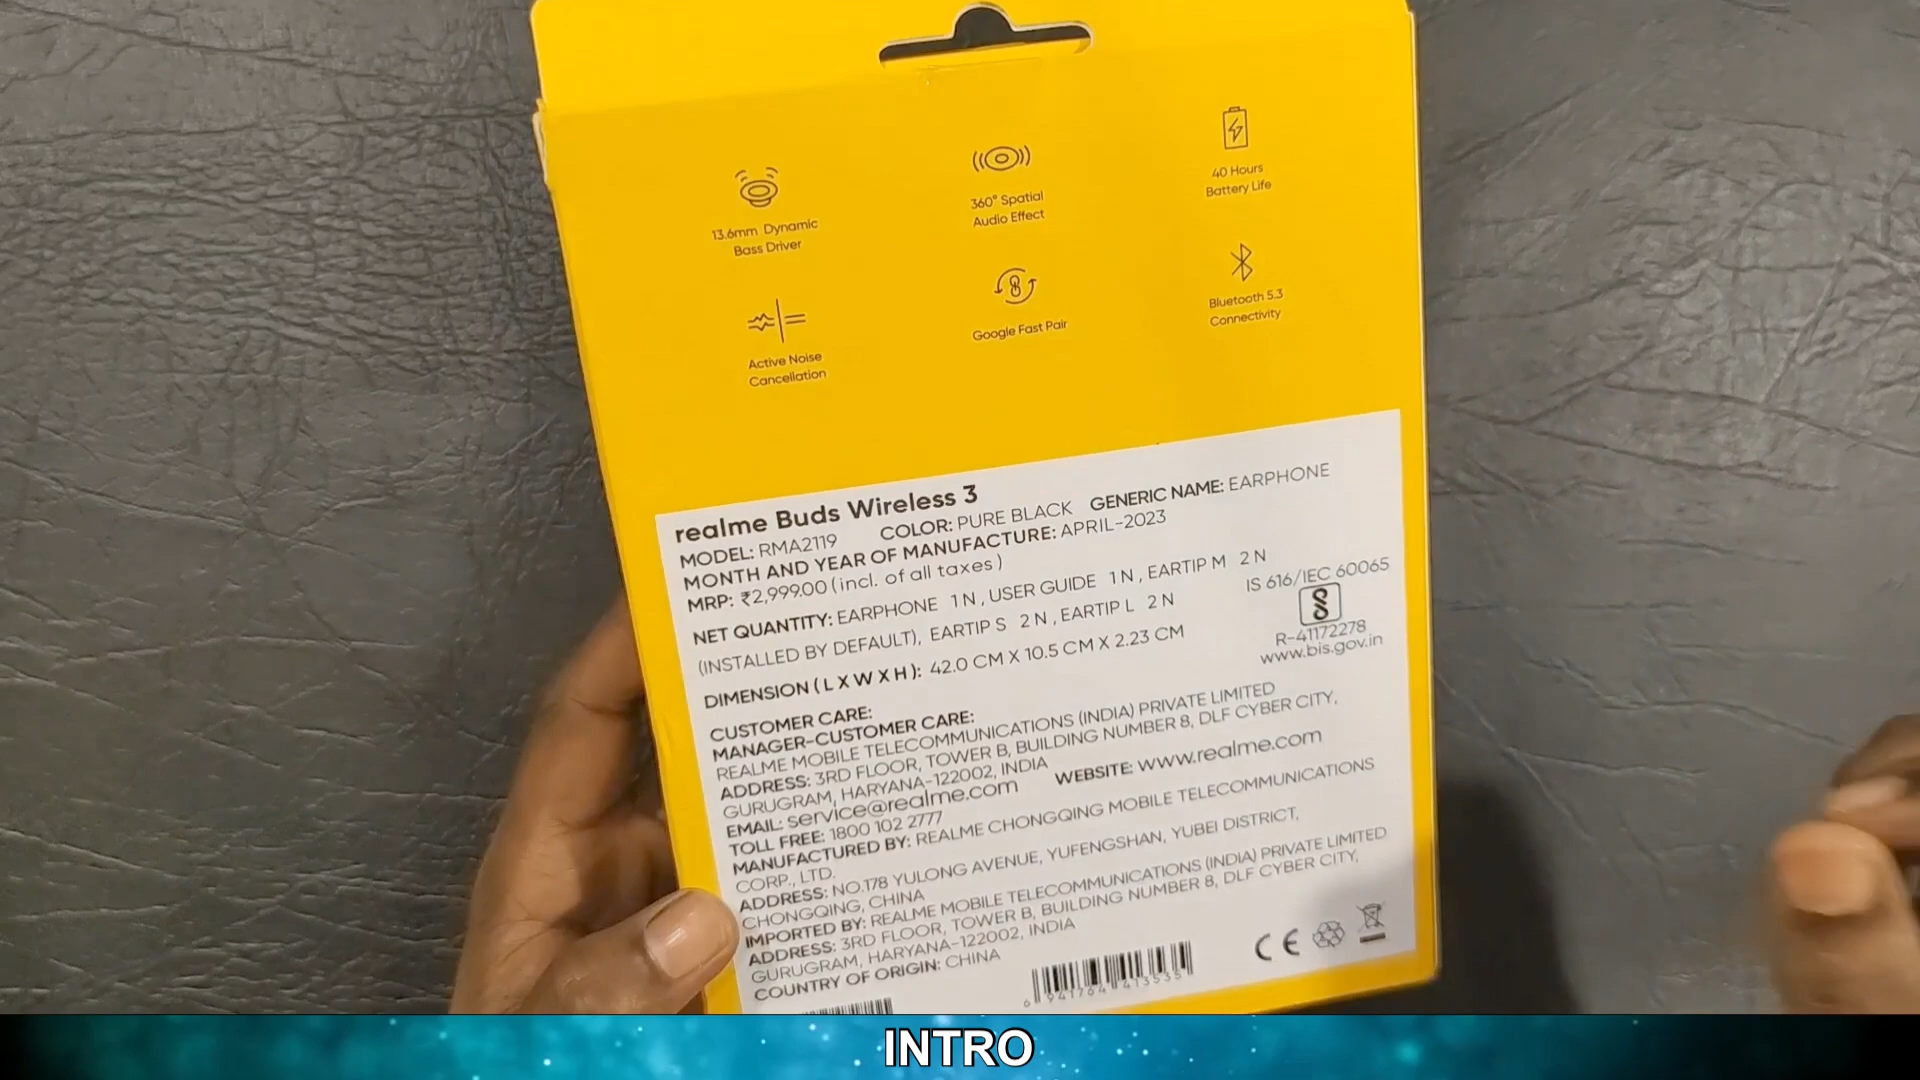 13.6mm Dynamic
Bass Driver
360° Spatial
Audio Effect
40 Hours
Battery Life
Active Noise
Cancellation
Google Fast Pair
Bluetooth 5.3
Connectivity
realme Buds Wireless 3
MODEL: RMA2119 COLOR: PURE BLACK GENERIC NAME: EARPHONE
MONTH AND YEAR OF MANUFACTURE: APRIL-2023
MRP: ₹2,999.00 (incl. of all taxes)
NET QUANTITY: EARPHONE 1 N, USER GUIDE 1 N, EARTIP M 2 N
(INSTALLED BY DEFAULT), EARTIP S 2 N, EARTIP L 2 N
DIMENSION (L X W X H): 42.0 CM X 10.5 CM X 2.23 CM
IS 616/IEC 60065
R-41172278
www.bis.gov.in
CUSTOMER CARE:
MANAGER-CUSTOMER CARE:
REALME MOBILE TELECOMMUNICATIONS (INDIA) PRIVATE LIMITED
ADDRESS: 3RD FLOOR, TOWER B, BUILDING NUMBER 8, DLF CYBER CITY,
GURUGRAM, HARYANA-122002, INDIA
EMAIL: service@realme.com WEBSITE: www.realme.com
TOLL FREE: 1800 102 2777
MANUFACTURED BY: REALME CHONGQING MOBILE TELECOMMUNICATIONS
CORP., LTD.
ADDRESS: NO.178 YULONG AVENUE, YUFENGSHAN, YUBEI DISTRICT,
CHONGQING, CHINA
IMPORTED BY: REALME MOBILE TELECOMMUNICATIONS (INDIA) PRIVATE LIMITED
ADDRESS: 3RD FLOOR, TOWER B, BUILDING NUMBER 8, DLF CYBER CITY,
GURUGRAM, HARYANA-122002, INDIA
COUNTRY OF ORIGIN: CHINA
6 941764 413535
CE
INTRO